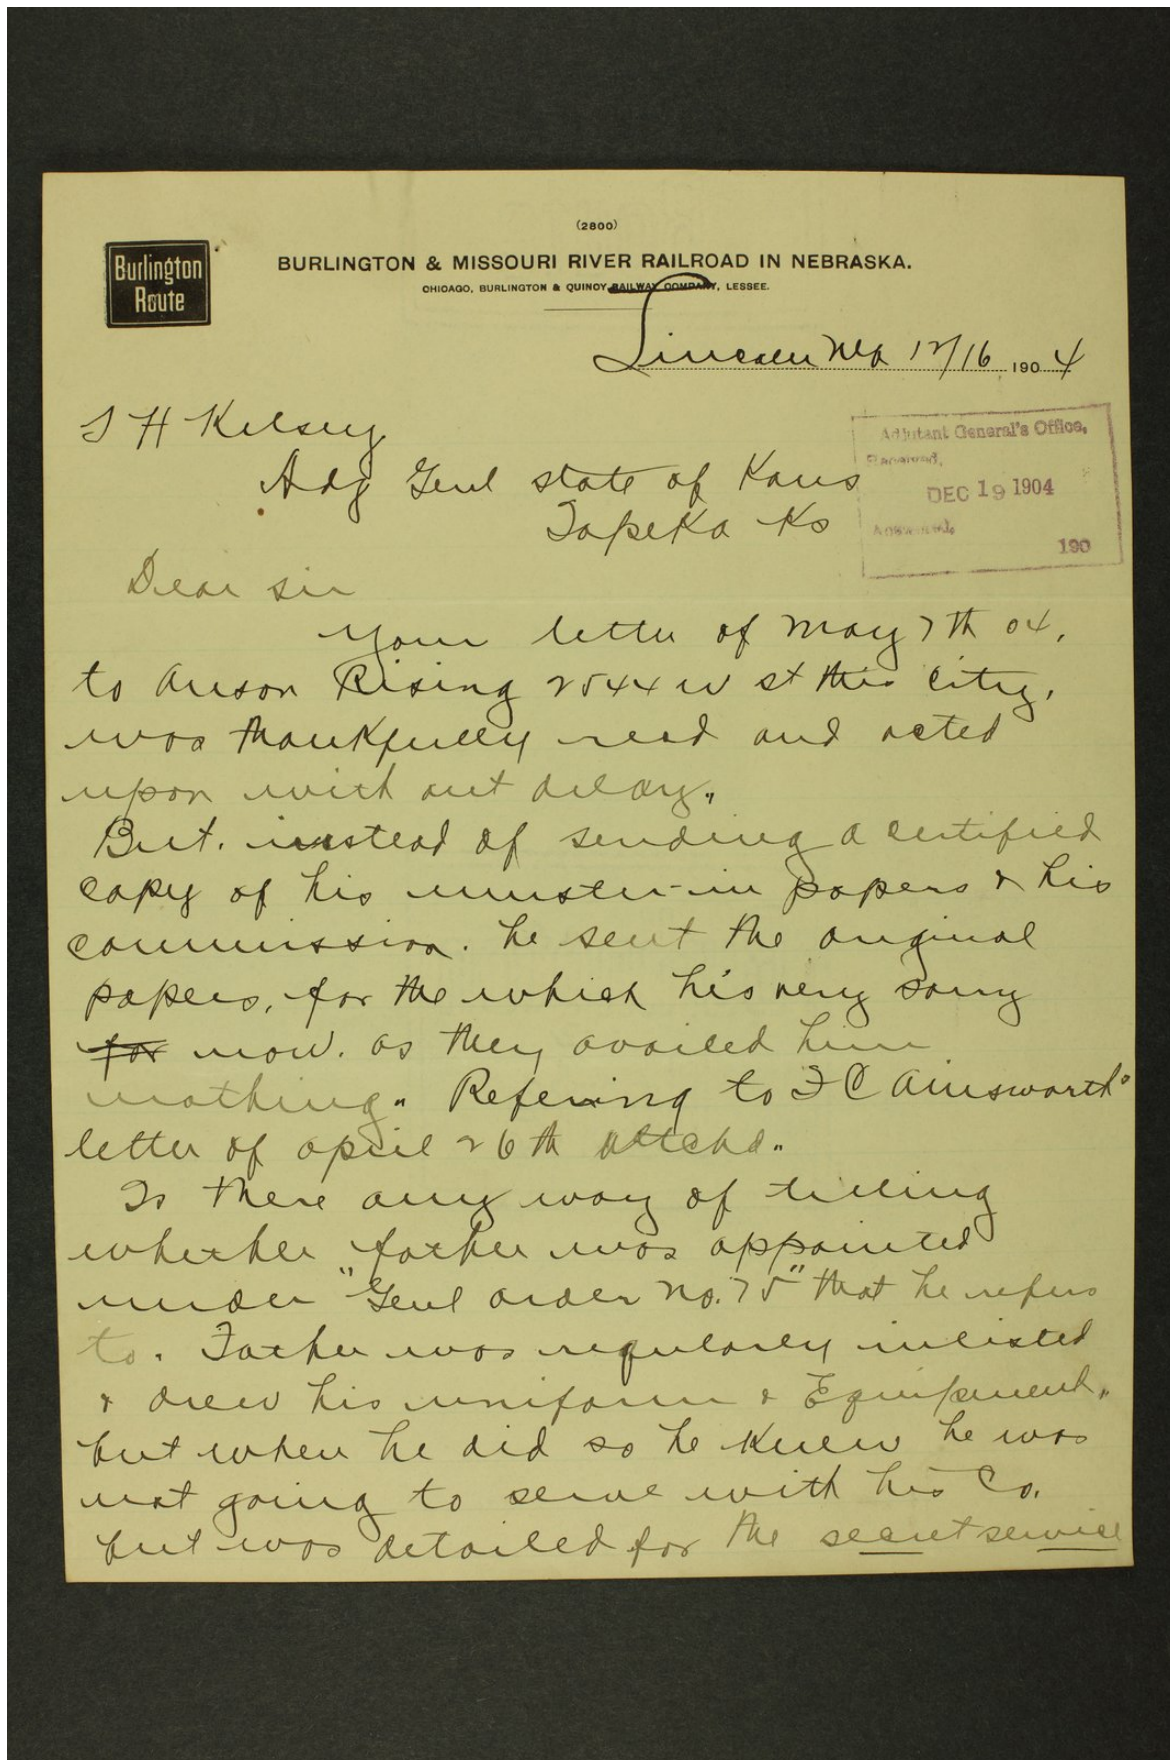 (2800)
Burlington
Route
BURLINGTON & MISSOURI RIVER RAILROAD IN NEBRASKA.
CHICAGO, BURLINGTON & QUINCY RAILWAY COMPANY, LESSEE.
Lincoln Neb 12/16 1904
S H Kelsey
Adj Genl state of Kans
Topeka Ks
Adjutant General's Office,
Received,
DEC 19 1904
Answered,
190
Dear sir
Your letter of may 7th 04,
to Anson Rising 2544 W st this city,
was thankfully read and acted
upon with out delay.,
But. instead of sending a certified
copy of his muster-in papers & his
commission. he sent the original
papers, for the which his very sorry
for now. as they availed him
nothing" Refering to F C Ainsworth's
letter of april 26th attchd"
Is there any way of telling
whether father was appointed
under "Genl order no. 75" that he refers
to. Father was regularly inlisted
& drew his uniform & Equipment,,
but when he did so he knew he was
not going to serve with his Co.
but was detailed for the secret service